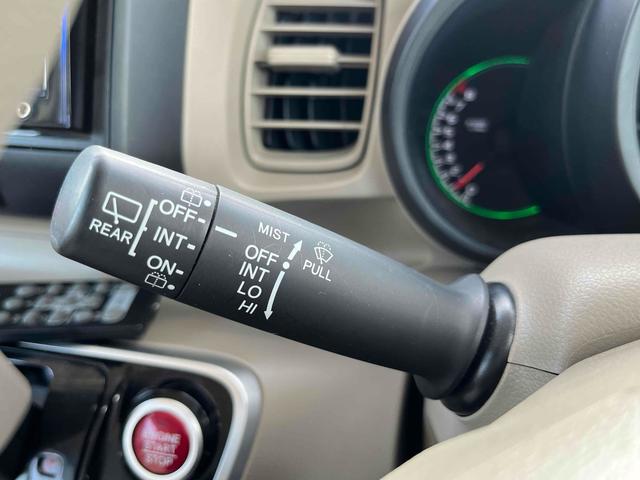 REAR
OFF-
INT-
ON-
MIST
OFF
INT
LO
HI
PULL
ENGINE
START
STOP